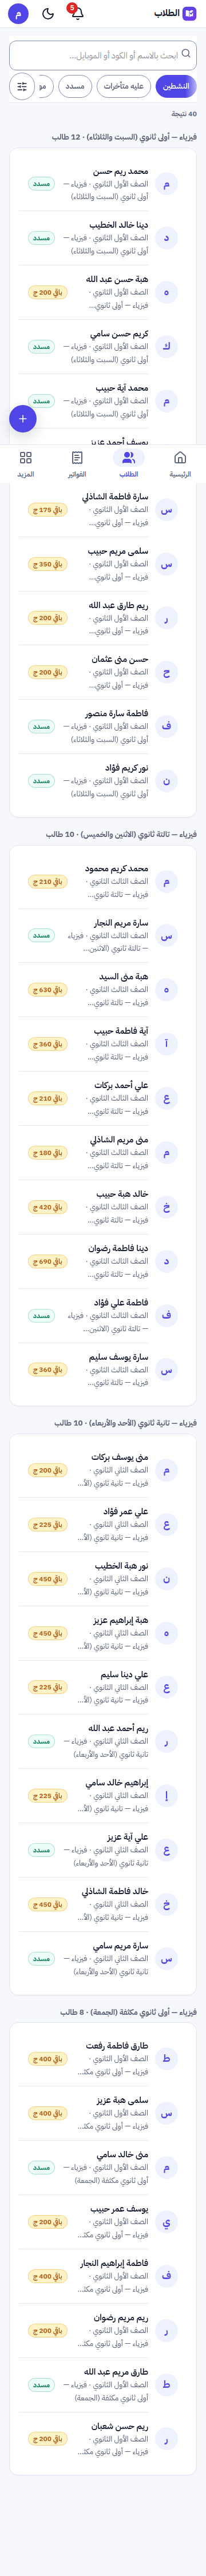 الطلاب
5
م
ابحث بالاسم أو الكود أو الموبايل...
النشطين
عليه متأخرات
مسدد
40 نتيجة
فيزياء — أولى ثانوي (السبت والثلاثاء) · 12 طالب
م
محمد ريم حسن
الصف الأول الثانوي · فيزياء —
أولى ثانوي (السبت والثلاثاء)
مسدد
د
دينا خالد الخطيب
الصف الأول الثانوي · فيزياء —
أولى ثانوي (السبت والثلاثاء)
مسدد
ه
هبة حسن عبد الله
الصف الأول الثانوي ·
فيزياء — أولى ثانوي...
باقي 200 ج
ك
كريم حسن سامي
الصف الأول الثانوي · فيزياء —
أولى ثانوي (السبت والثلاثاء)
مسدد
م
محمد آية حبيب
الصف الأول الثانوي · فيزياء —
أولى ثانوي (السبت والثلاثاء)
مسدد
يوسف أحمد عزيز
الرئيسية
الطلاب
الفواتير
المزيد
س
سارة فاطمة الشاذلي
الصف الأول الثانوي ·
فيزياء — أولى ثانوي...
باقي 175 ج
س
سلمى مريم حبيب
الصف الأول الثانوي ·
فيزياء — أولى ثانوي...
باقي 350 ج
ر
ريم طارق عبد الله
الصف الأول الثانوي ·
فيزياء — أولى ثانوي...
باقي 200 ج
ح
حسن منى عثمان
الصف الأول الثانوي ·
فيزياء — أولى ثانوي...
باقي 200 ج
ف
فاطمة سارة منصور
الصف الأول الثانوي · فيزياء —
أولى ثانوي (السبت والثلاثاء)
مسدد
ن
نور كريم فؤاد
الصف الأول الثانوي · فيزياء —
أولى ثانوي (السبت والثلاثاء)
مسدد
فيزياء — ثالثة ثانوي (الاثنين والخميس) · 10 طالب
م
محمد كريم محمود
الصف الثالث الثانوي ·
فيزياء — ثالثة ثانوي...
باقي 210 ج
س
سارة مريم النجار
الصف الثالث الثانوي · فيزياء
— ثالثة ثانوي (الاثنين...
مسدد
ه
هبة منى السيد
الصف الثالث الثانوي ·
فيزياء — ثالثة ثانوي...
باقي 630 ج
آ
آية فاطمة حبيب
الصف الثالث الثانوي ·
فيزياء — ثالثة ثانوي...
باقي 360 ج
ع
علي أحمد بركات
الصف الثالث الثانوي ·
فيزياء — ثالثة ثانوي...
باقي 210 ج
م
منى مريم الشاذلي
الصف الثالث الثانوي ·
فيزياء — ثالثة ثانوي...
باقي 180 ج
خ
خالد هبة حبيب
الصف الثالث الثانوي ·
فيزياء — ثالثة ثانوي...
باقي 420 ج
د
دينا فاطمة رضوان
الصف الثالث الثانوي ·
فيزياء — ثالثة ثانوي...
باقي 690 ج
ف
فاطمة علي فؤاد
الصف الثالث الثانوي · فيزياء
— ثالثة ثانوي (الاثنين...
مسدد
س
سارة يوسف سليم
الصف الثالث الثانوي ·
فيزياء — ثالثة ثانوي...
باقي 360 ج
فيزياء — ثانية ثانوي (الأحد والأربعاء) · 10 طالب
م
منى يوسف بركات
الصف الثاني الثانوي ·
فيزياء — ثانية ثانوي (الأ...
باقي 200 ج
ع
علي عمر فؤاد
الصف الثاني الثانوي ·
فيزياء — ثانية ثانوي (الأ...
باقي 225 ج
ن
نور هبة الخطيب
الصف الثاني الثانوي ·
فيزياء — ثانية ثانوي (الأ...
باقي 450 ج
ه
هبة إبراهيم عزيز
الصف الثاني الثانوي ·
فيزياء — ثانية ثانوي (الأ...
باقي 450 ج
ع
علي دينا سليم
الصف الثاني الثانوي ·
فيزياء — ثانية ثانوي (الأ...
باقي 225 ج
ر
ريم أحمد عبد الله
الصف الثاني الثانوي · فيزياء —
ثانية ثانوي (الأحد والأربعاء)
مسدد
إ
إبراهيم خالد سامي
الصف الثاني الثانوي ·
فيزياء — ثانية ثانوي (الأ...
باقي 225 ج
ع
علي آية عزيز
الصف الثاني الثانوي · فيزياء —
ثانية ثانوي (الأحد والأربعاء)
مسدد
خ
خالد فاطمة الشاذلي
الصف الثاني الثانوي ·
فيزياء — ثانية ثانوي (الأ...
باقي 450 ج
س
سارة مريم سامي
الصف الثاني الثانوي · فيزياء —
ثانية ثانوي (الأحد والأربعاء)
مسدد
فيزياء — أولى ثانوي مكثفة (الجمعة) · 8 طالب
ط
طارق فاطمة رفعت
الصف الأول الثانوي ·
فيزياء — أولى ثانوي مكثـ...
باقي 400 ج
س
سلمى هبة عزيز
الصف الأول الثانوي ·
فيزياء — أولى ثانوي مكثـ...
باقي 400 ج
م
منى خالد سامي
الصف الأول الثانوي · فيزياء —
أولى ثانوي مكثفة (الجمعة)
مسدد
ي
يوسف عمر حبيب
الصف الأول الثانوي ·
فيزياء — أولى ثانوي مكثـ...
باقي 200 ج
ف
فاطمة إبراهيم النجار
الصف الأول الثانوي ·
فيزياء — أولى ثانوي مكثـ...
باقي 400 ج
ر
ريم مريم رضوان
الصف الأول الثانوي ·
فيزياء — أولى ثانوي مكثـ...
باقي 200 ج
ط
طارق مريم عبد الله
الصف الأول الثانوي · فيزياء —
أولى ثانوي مكثفة (الجمعة)
مسدد
ر
ريم حسن شعبان
الصف الأول الثانوي ·
فيزياء — أولى ثانوي مكثـ...
باقي 200 ج